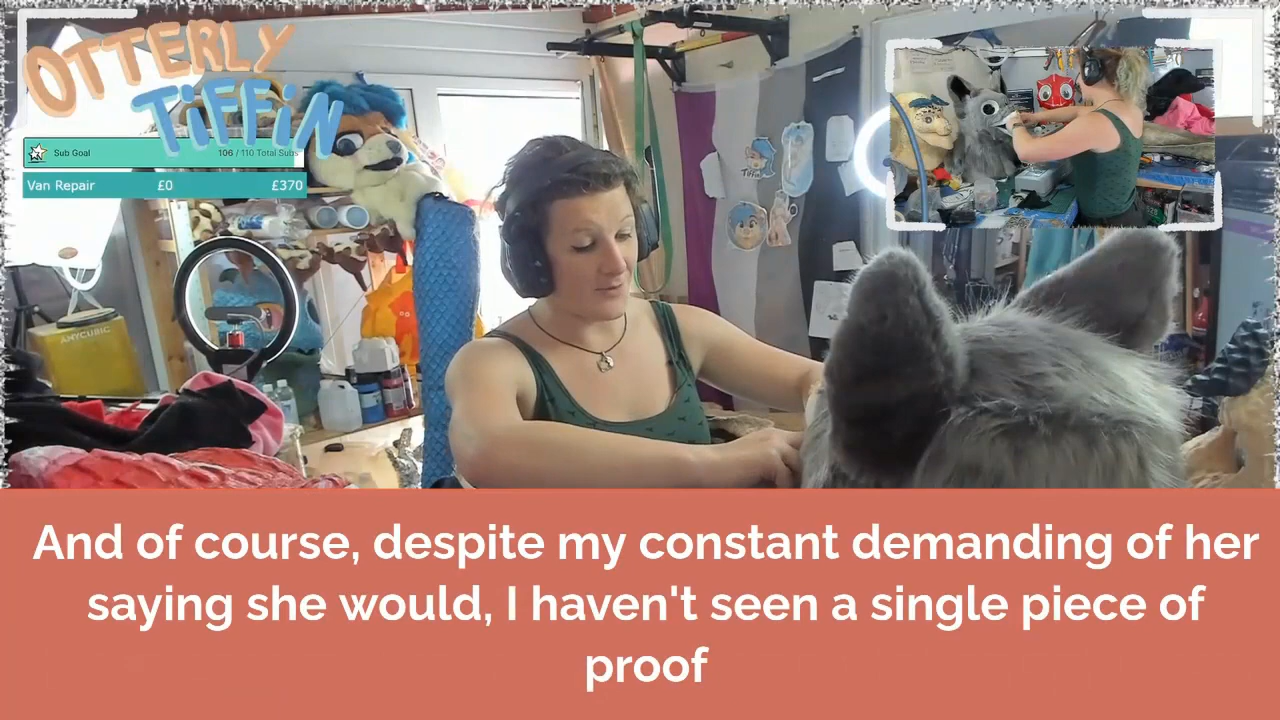 OTTERLY
TiFFiN
Sub Goal 106 / 110 Total Subs
Van Repair £0 £370
ANYCUBIC
Tiffin
And of course, despite my constant demanding of her
saying she would, I haven't seen a single piece of
proof